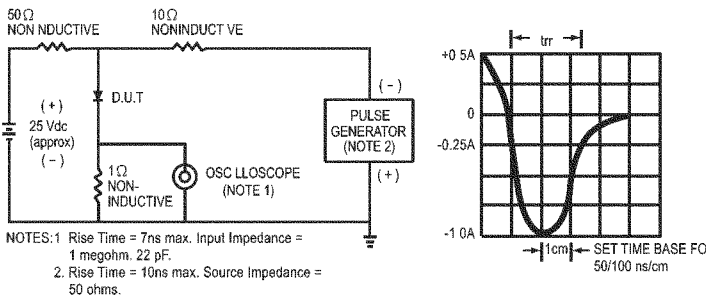 50Ω
NON NDUCTIVE
10Ω
NONINDUCT VE
(+)
25 Vdc
(approx)
(−)
D.U.T
1Ω
NON-
INDUCTIVE
OSC LLOSCOPE
(NOTE 1)
(−)
PULSE
GENERATOR
(NOTE 2)
(+)
NOTES:1 Rise Time = 7ns max. Input Impedance =
1 megohm. 22 pF.
2. Rise Time = 10ns max. Source Impedance =
50 ohms.
trr
+0 5A
0
-0.25A
-1 0A
1cm
SET TIME BASE FO
50/100 ns/cm